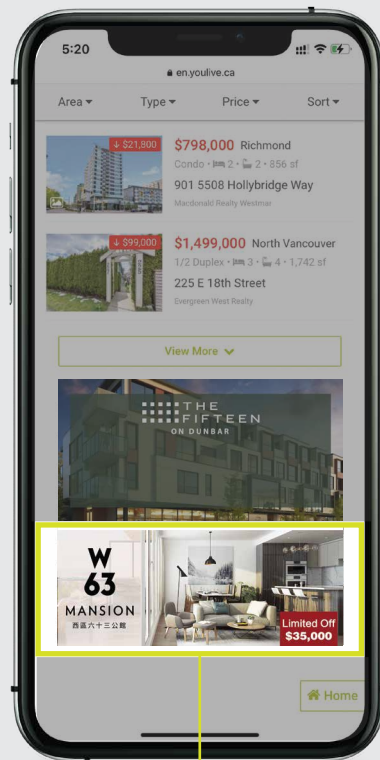 5:20
en.youlive.ca
Area Type Price Sort
↓ $21,800
$798,000 Richmond
Condo • 2 • 2 • 856 sf
901 5508 Hollybridge Way
Macdonald Realty Westmar
↓ $99,000
$1,499,000 North Vancouver
1/2 Duplex • 3 • 4 • 1,742 sf
225 E 18th Street
Evergreen West Realty
View More
THE
FIFTEEN
ON DUNBAR
W
63
MANSION
西區六十三公館
Limited Off
$35,000
Home